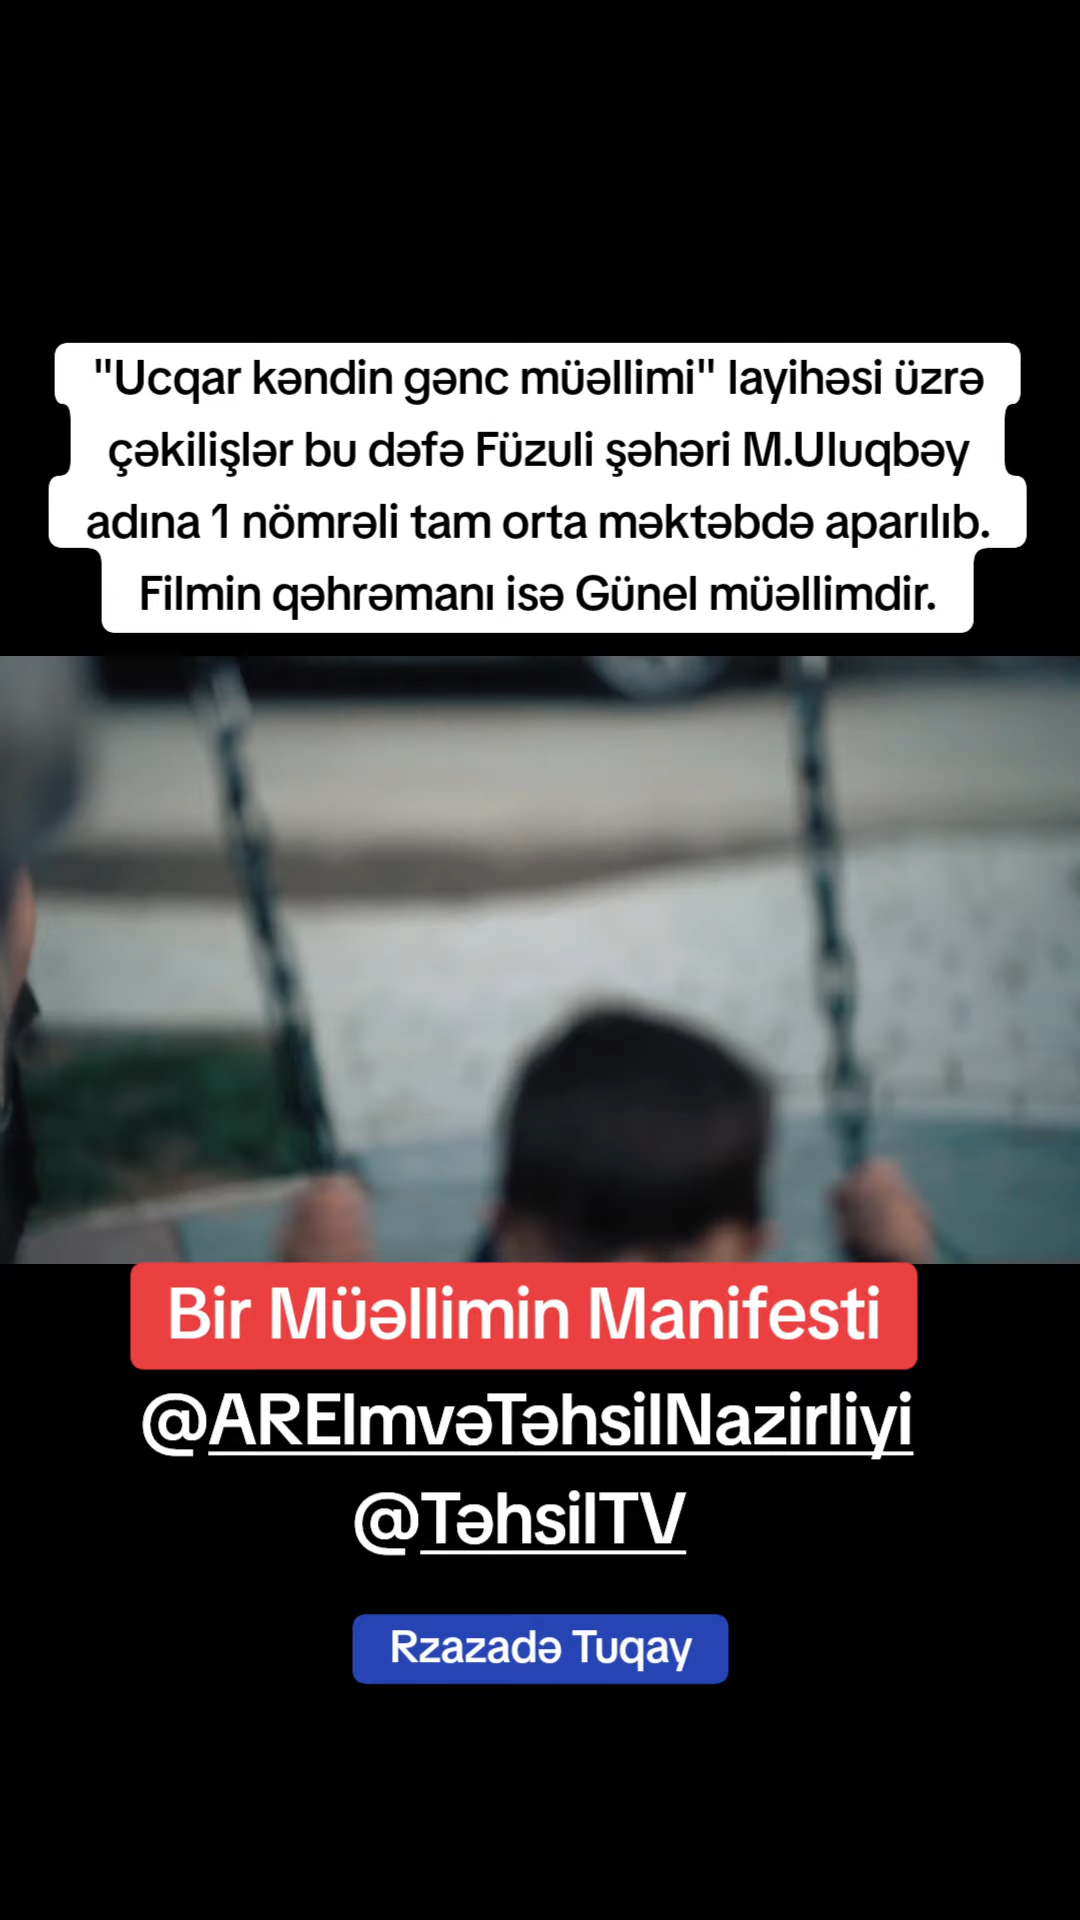 "Ucqar kəndin gənc müəllimi" layihəsi üzrə
çəkilişlər bu dəfə Füzuli şəhəri M.Uluqbəy
adına 1 nömrəli tam orta məktəbdə aparılıb.
Filmin qəhrəmanı isə Günel müəllimdir.
Bir Müəllimin Manifesti
@ARElmvəTəhsilNazirliyi
@TəhsilTV
Rzazadə Tuqay